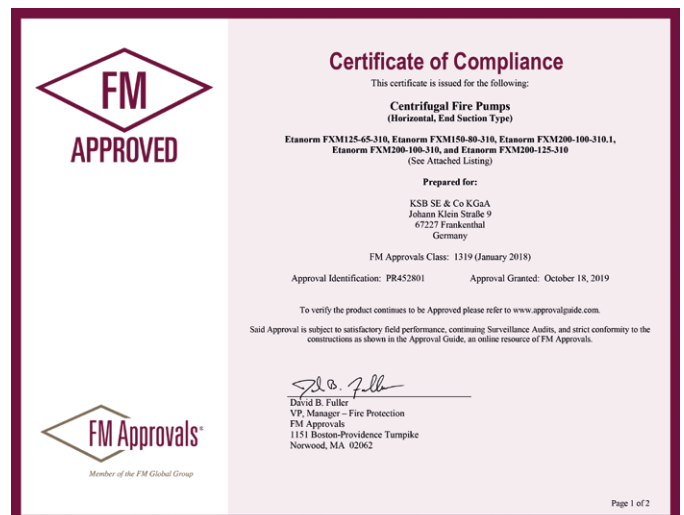 FM
APPROVED
Certificate of Compliance
This certificate is issued for the following:
Centrifugal Fire Pumps
(Horizontal, End Suction Type)
Etanorm FXM125-65-310, Etanorm FXM150-80-310, Etanorm FXM200-100-310.1,
Etanorm FXM200-100-310, and Etanorm FXM200-125-310
(See Attached Listing)
Prepared for:
KSB SE & Co KGaA
Johann Klein Straße 9
67227 Frankenthal
Germany
FM Approvals Class: 1319 (January 2018)
Approval Identification: PR452801 Approval Granted: October 18, 2019
To verify the product continues to be Approved please refer to www.approvalguide.com.
Said Approval is subject to satisfactory field performance, continuing Surveillance Audits, and strict conformity to the
constructions as shown in the Approval Guide, an online resource of FM Approvals.
David B. Fuller
David B. Fuller
VP, Manager – Fire Protection
FM Approvals
1151 Boston-Providence Turnpike
Norwood, MA 02062
FM Approvals®
Member of the FM Global Group
Page 1 of 2